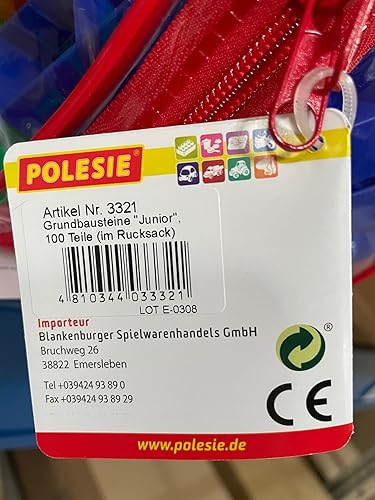 POLESIE®
Artikel Nr. 3321
Grundbausteine "Junior".
100 Teile (im Rucksack)
4 810344 033321
LOT E-0308
Importeur
Blankenburger Spielwarenhandels GmbH
Bruchweg 26
38822 Emersleben
Tel +039424 93 89 0
Fax +039424 93 89 29
®
CE
www.polesie.de